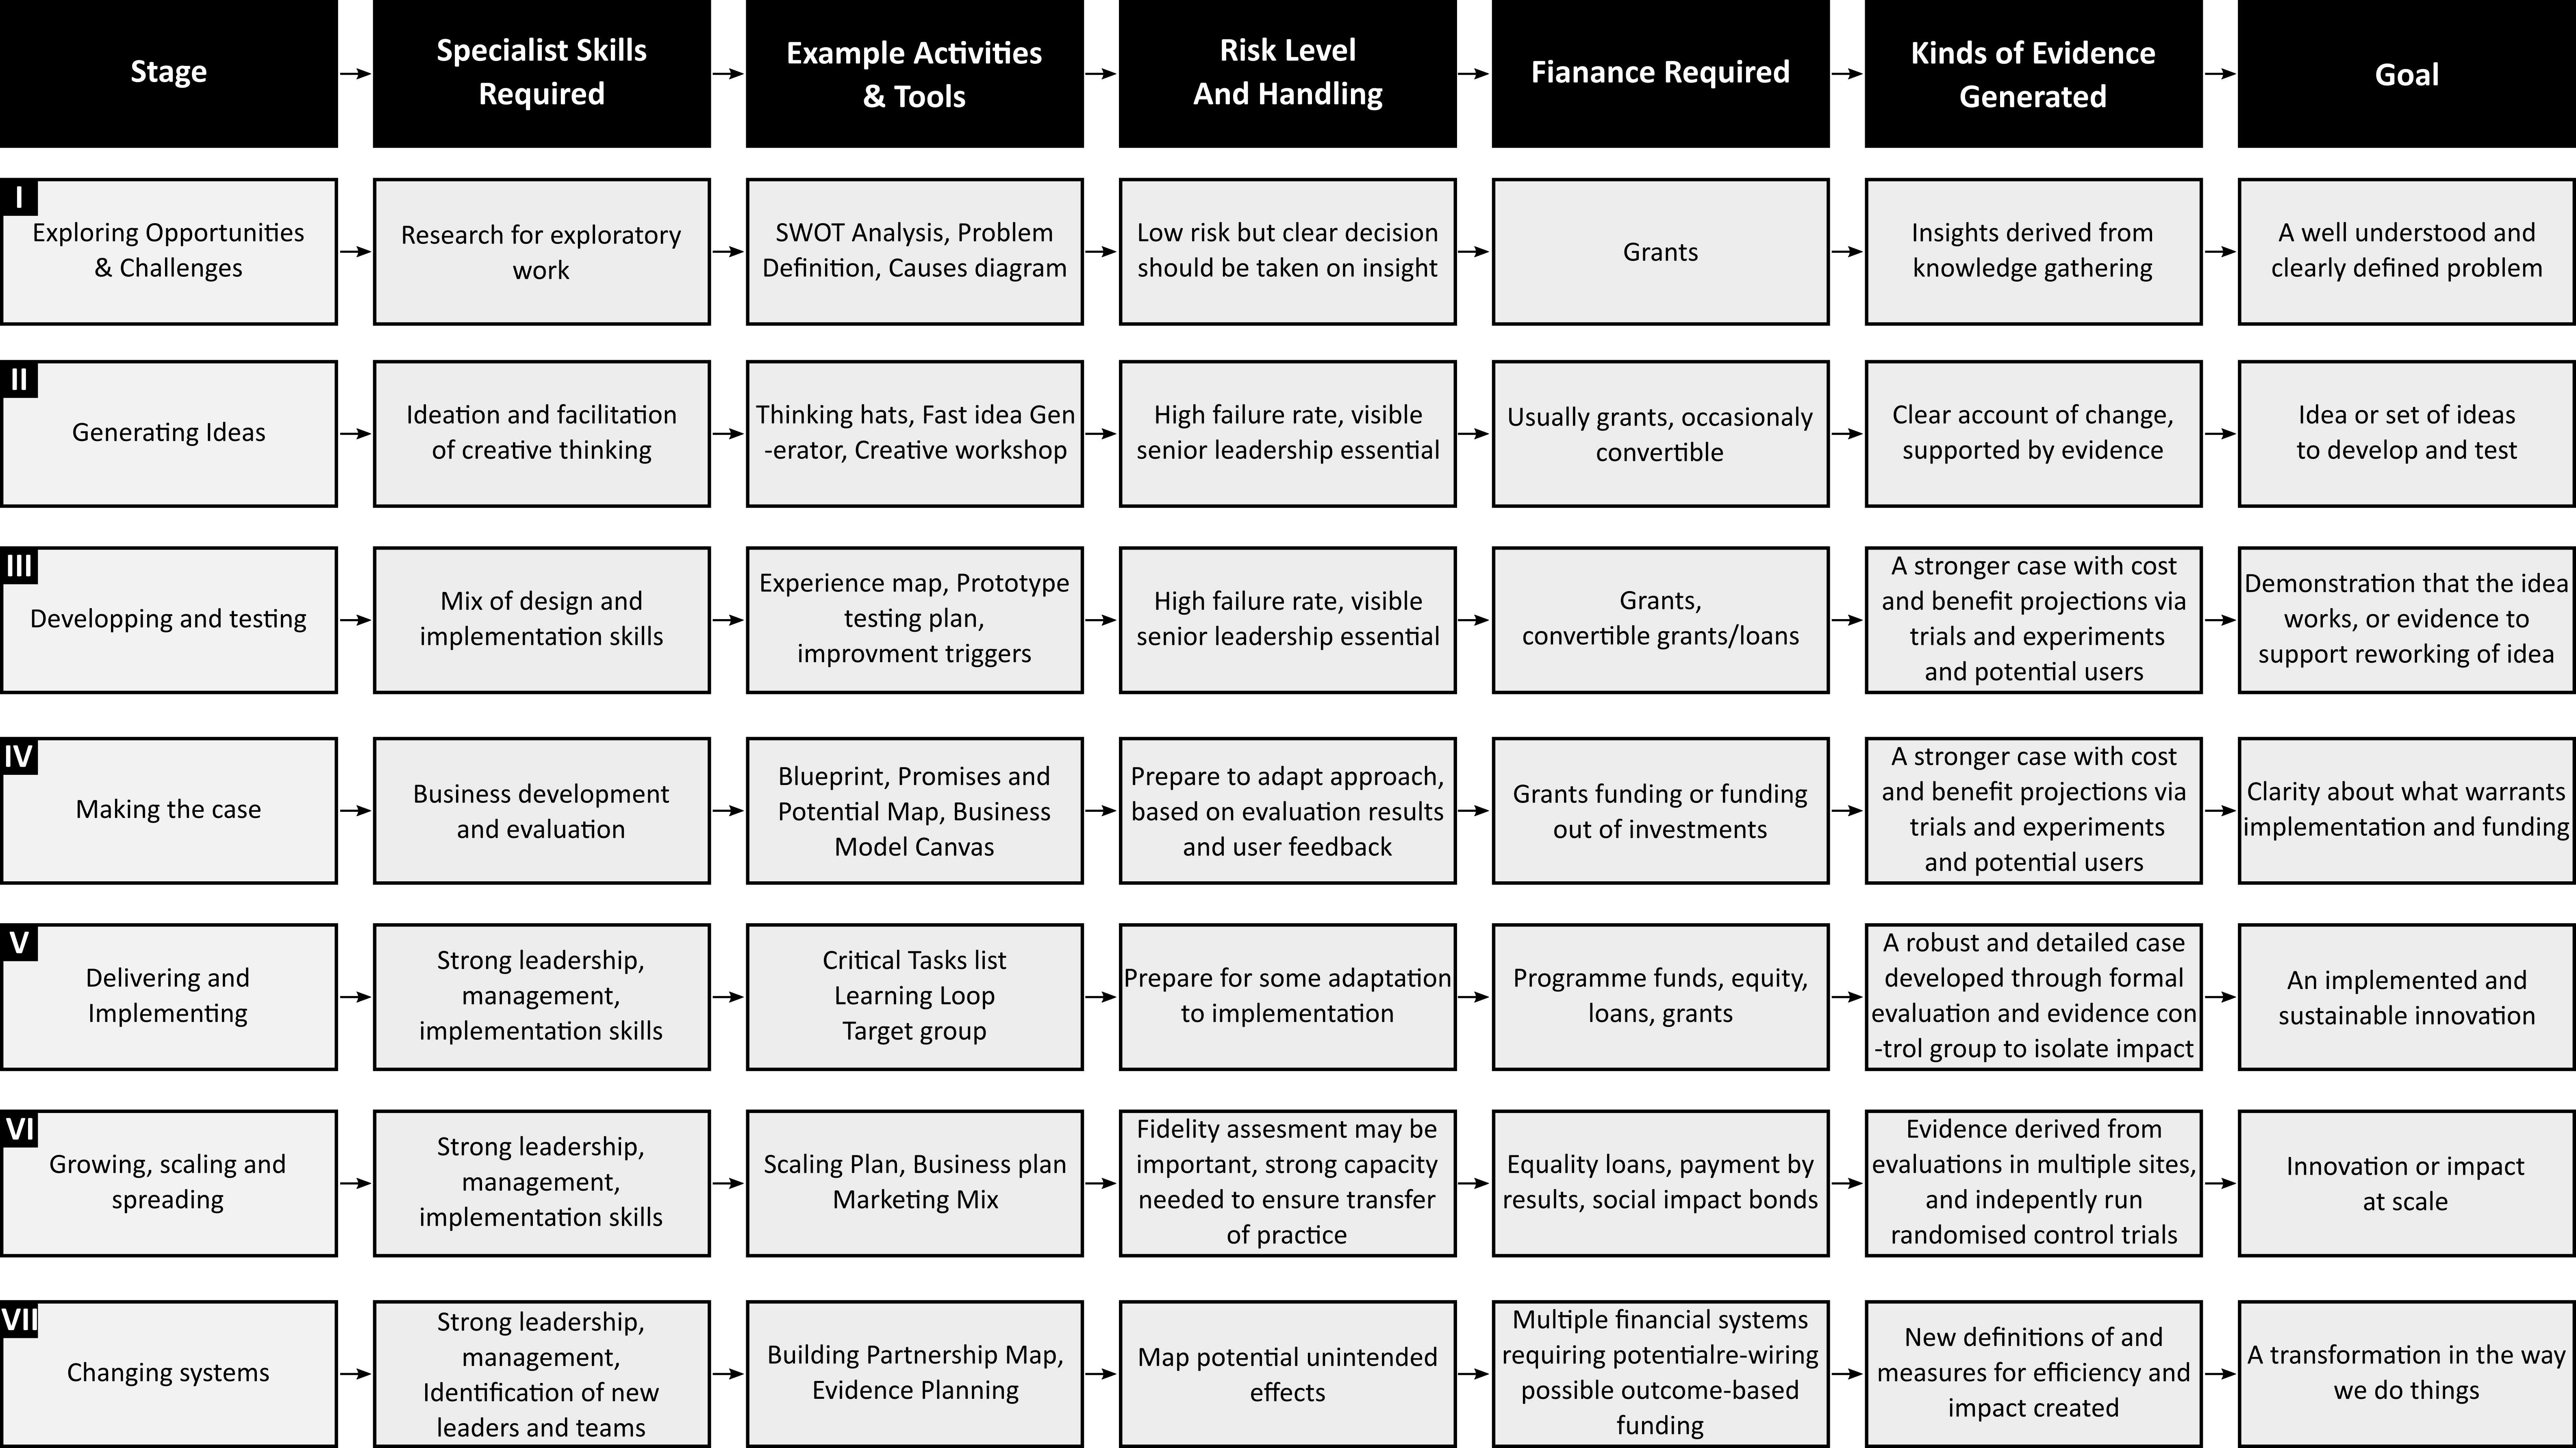 Stage
Specialist Skills
Required
Example Activities
& Tools
Risk Level
And Handling
Fianance Required
Kinds of Evidence
Generated
Goal
I
Exploring Opportunities
& Challenges
Research for exploratory
work
SWOT Analysis, Problem
Definition, Causes diagram
Low risk but clear decision
should be taken on insight
Grants
Insights derived from
knowledge gathering
A well understood and
clearly defined problem
II
Generating Ideas
Ideation and facilitation
of creative thinking
Thinking hats, Fast idea Gen
-erator, Creative workshop
High failure rate, visible
senior leadership essential
Usually grants, occasionaly
convertible
Clear account of change,
supported by evidence
Idea or set of ideas
to develop and test
III
Developping and testing
Mix of design and
implementation skills
Experience map, Prototype
testing plan,
improvment triggers
High failure rate, visible
senior leadership essential
Grants,
convertible grants/loans
A stronger case with cost
and benefit projections via
trials and experiments
and potential users
Demonstration that the idea
works, or evidence to
support reworking of idea
IV
Making the case
Business development
and evaluation
Blueprint, Promises and
Potential Map, Business
Model Canvas
Prepare to adapt approach,
based on evaluation results
and user feedback
Grants funding or funding
out of investments
A stronger case with cost
and benefit projections via
trials and experiments
and potential users
Clarity about what warrants
implementation and funding
V
Delivering and
Implementing
Strong leadership,
management,
implementation skills
Critical Tasks list
Learning Loop
Target group
Prepare for some adaptation
to implementation
Programme funds, equity,
loans, grants
A robust and detailed case
developed through formal
evaluation and evidence con
-trol group to isolate impact
An implemented and
sustainable innovation
VI
Growing, scaling and
spreading
Strong leadership,
management,
implementation skills
Scaling Plan, Business plan
Marketing Mix
Fidelity assesment may be
important, strong capacity
needed to ensure transfer
of practice
Equality loans, payment by
results, social impact bonds
Evidence derived from
evaluations in multiple sites,
and indepently run
randomised control trials
Innovation or impact
at scale
VII
Changing systems
Strong leadership,
management,
Identification of new
leaders and teams
Building Partnership Map,
Evidence Planning
Map potential unintended
effects
Multiple financial systems
requiring potentialre-wiring
possible outcome-based
funding
New definitions of and
measures for efficiency and
impact created
A transformation in the way
we do things